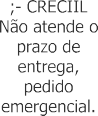 ;- CRECIIL
Não atende o
prazo de
entrega,
pedido
emergencial.